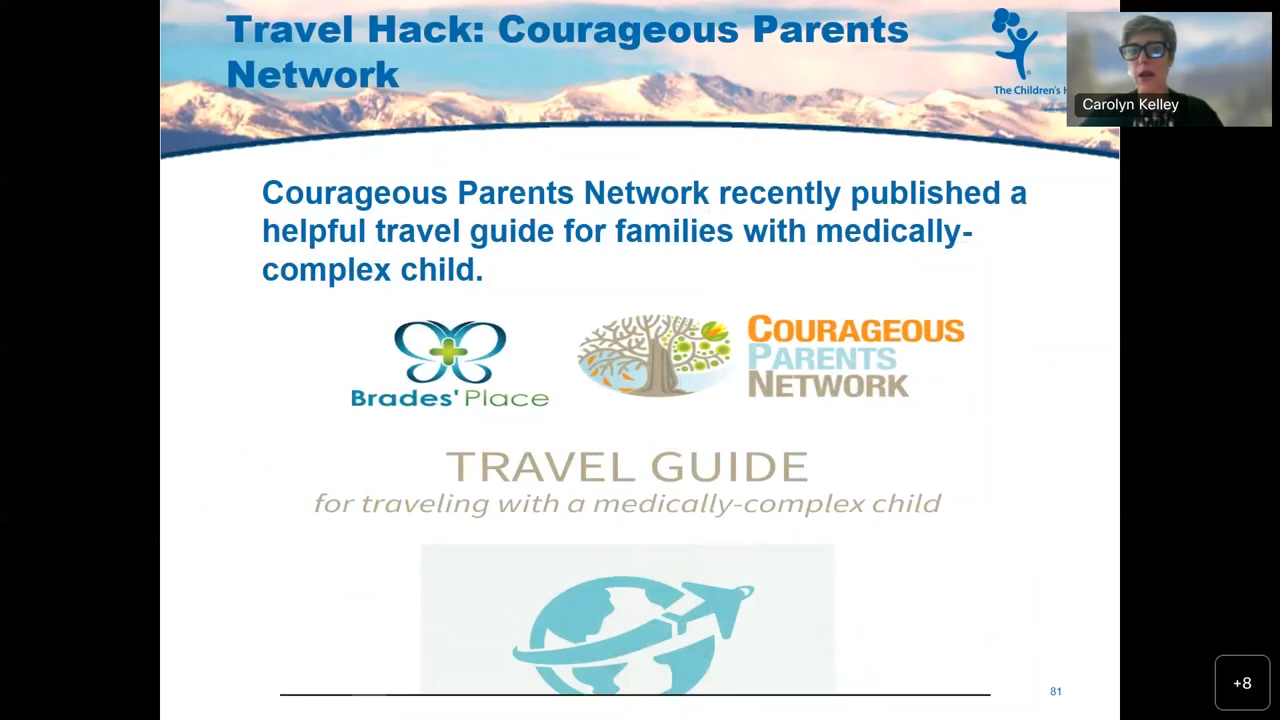 Travel Hack: Courageous Parents
Network
The Children's H
Carolyn Kelley
Courageous Parents Network recently published a
helpful travel guide for families with medically-
complex child.
Brades' Place
COURAGEOUS
PARENTS
NETWORK
TRAVEL GUIDE
for traveling with a medically-complex child
81
+8